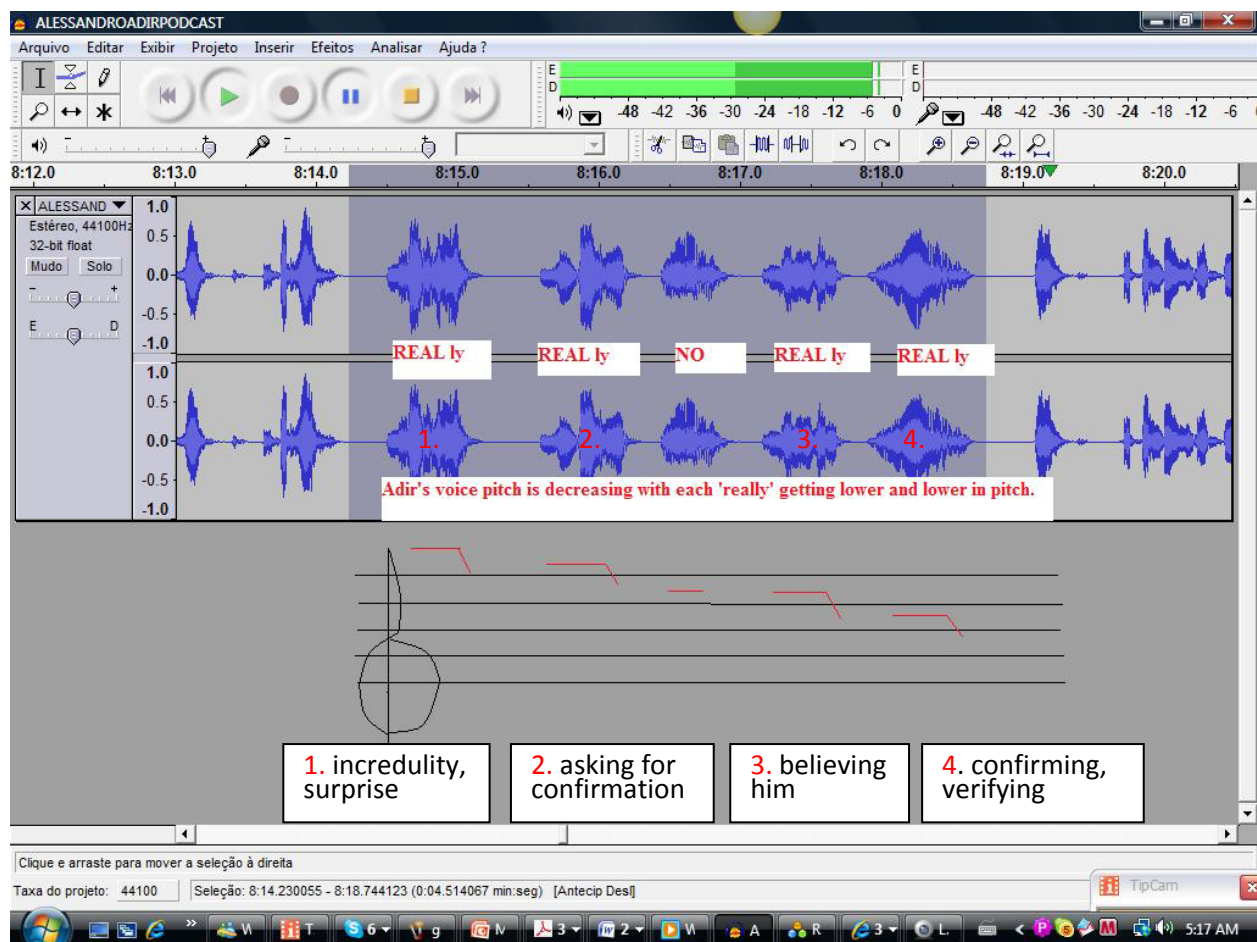 ALESSANDROADIRPODCAST
Arquivo Editar Exibir Projeto Inserir Efeitos Analisar Ajuda ?
E
D
-48 -42 -36 -30 -24 -18 -12 -6 0
E
D
-48 -42 -36 -30 -24 -18 -12 -6
8:12.0 8:13.0 8:14.0 8:15.0 8:16.0 8:17.0 8:18.0 8:19.0 8:20.0
ALESSAND
Estéreo, 44100Hz
32-bit float
Mudo Solo
- +
E D
1.0
0.5
0.0
-0.5
-1.0
REAL ly REAL ly NO REAL ly REAL ly
1.0
0.5
0.0
-0.5
-1.0
1. 2. 3. 4.
Adir's voice pitch is decreasing with each 'really' getting lower and lower in pitch.
1. incredulity,
surprise
2. asking for
confirmation
3. believing
him
4. confirming,
verifying
Clique e arraste para mover a seleção à direita
Taxa do projeto: 44100 Seleção: 8:14.230055 - 8:18.744123 (0:04.514067 min:seg) [Antecip Desl]
TipCam
W T 6 g M 3 2 W A R 3 L. 5:17 AM